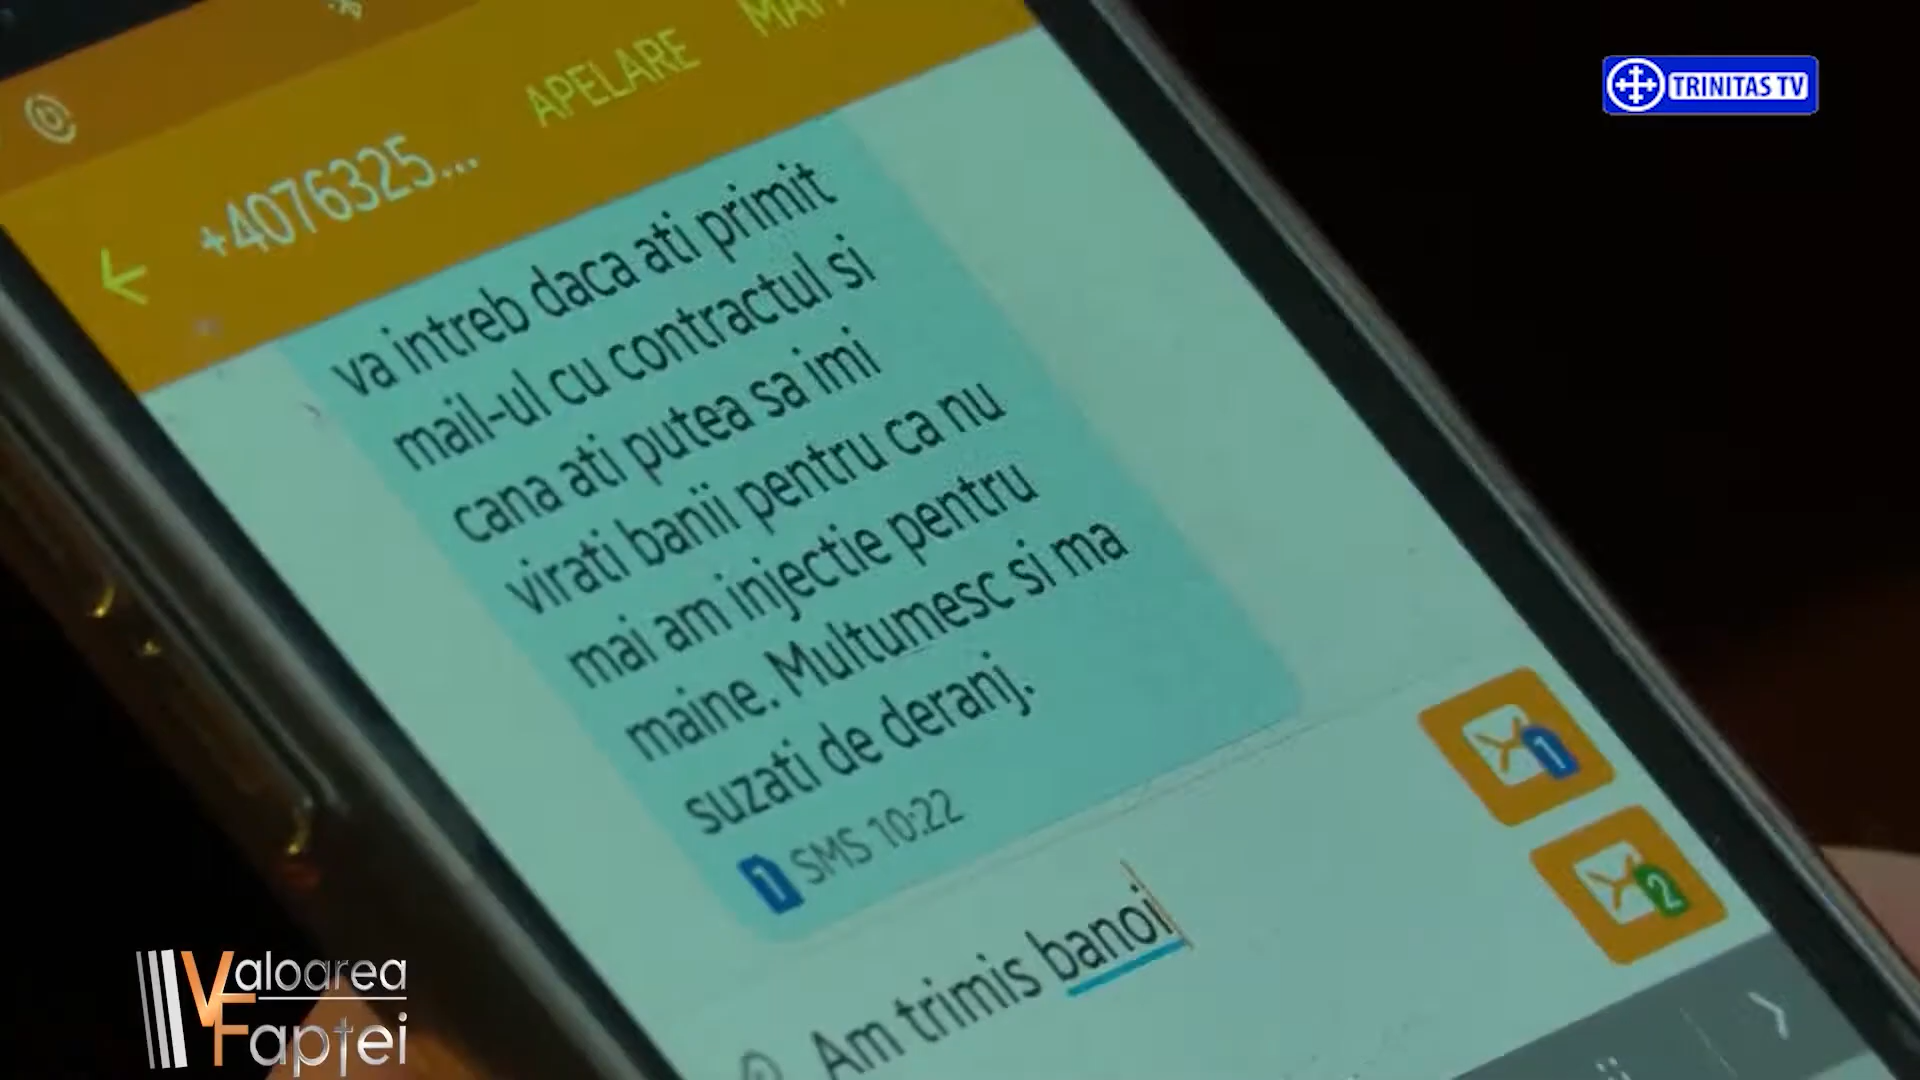 TRINITAS TV
APELARE
+4076325...
va intreb daca ati primit
mail-ul cu contractul si
cana ati putea sa imi
virati banii pentru ca nu
mai am injectie pentru
maine. Multumesc si ma
suzati de deranj.
1 SMS 10:22
1
2
Am trimis banoi
Valoarea
Faptei